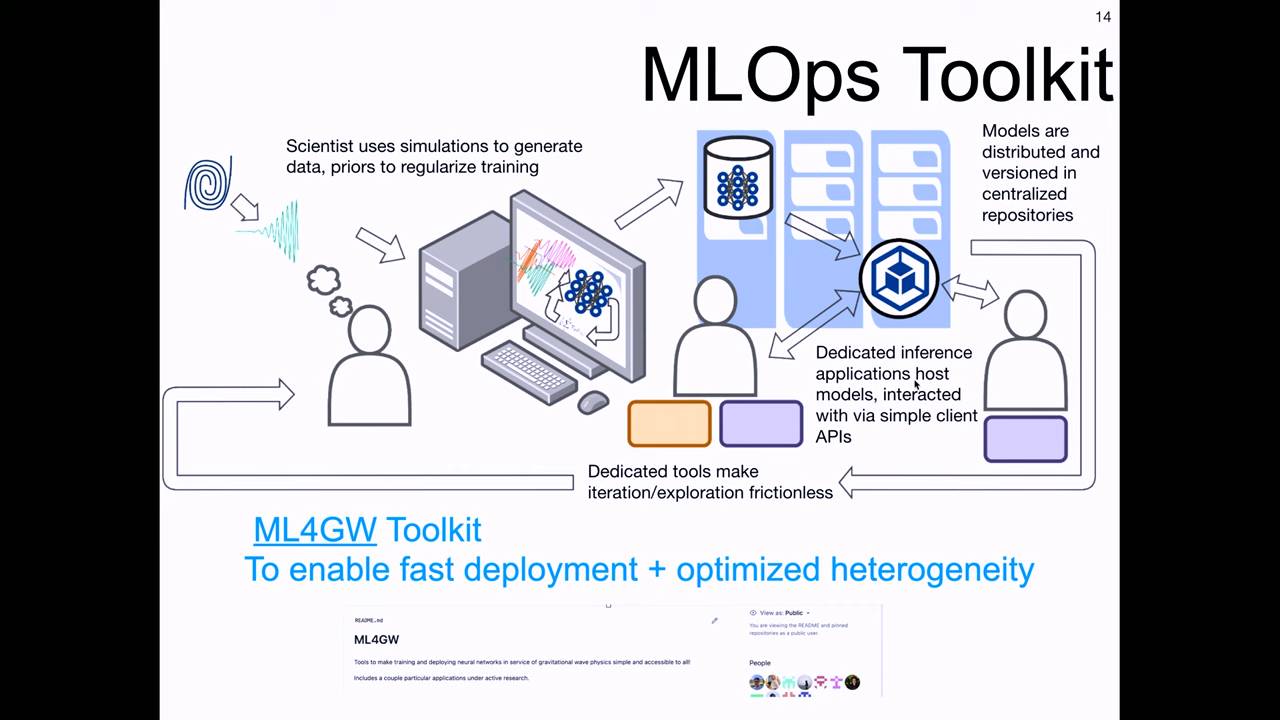 14
MLOps Toolkit
Scientist uses simulations to generate
data, priors to regularize training
Models are
distributed and
versioned in
centralized
repositories
Dedicated inference
applications host
models, interacted
with via simple client
APIs
Dedicated tools make
iteration/exploration frictionless
ML4GW Toolkit
To enable fast deployment + optimized heterogeneity
README.md
ML4GW
Tools to make training and deploying neural networks in service of gravitational wave physics simple and accessible to all!
Includes a couple particular applications under active research.
View as: Public
You are viewing the README and pinned
repositories as a public user.
People